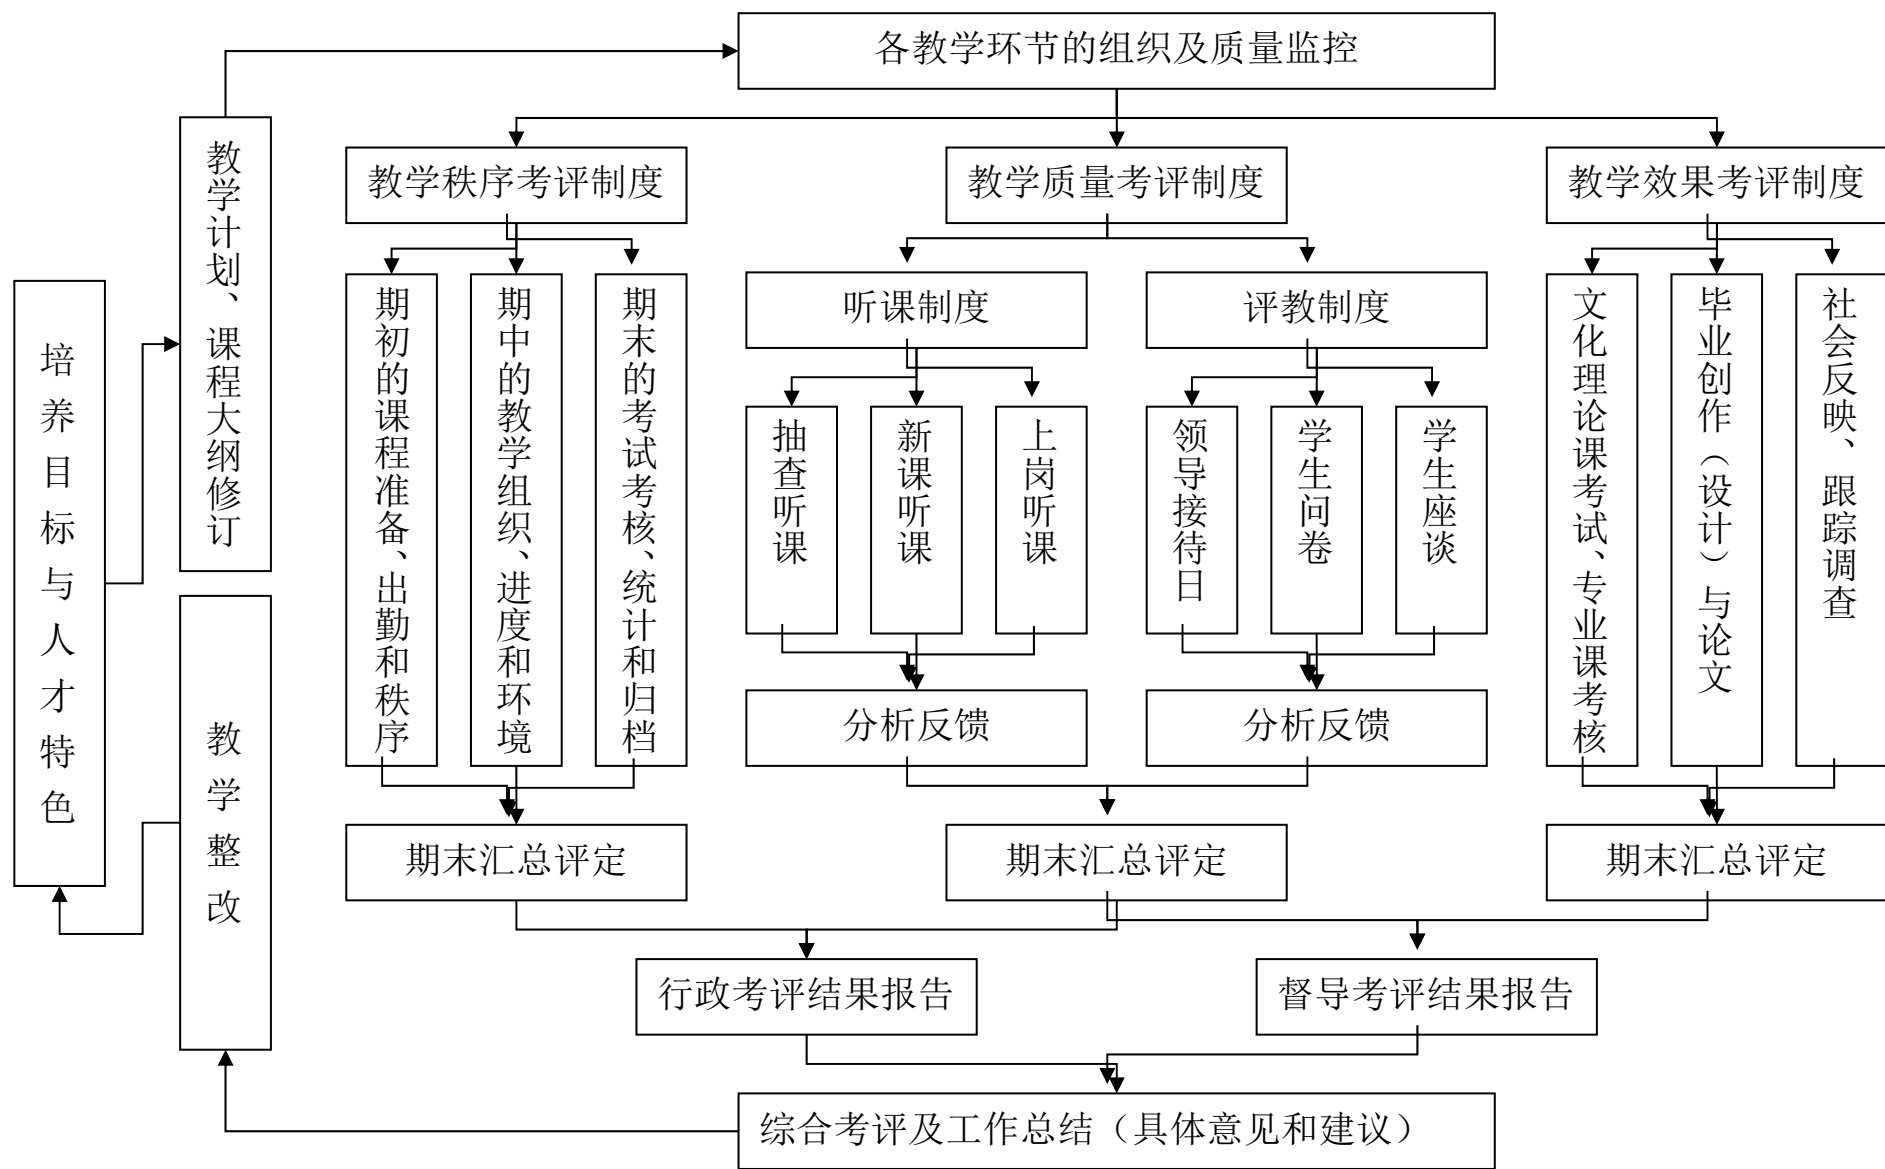 各教学环节的组织及质量监控
教学计划、课程大纲修订
教学秩序考评制度
教学质量考评制度
教学效果考评制度
培养目标与人才特色
期初的课程准备、出勤和秩序
期中的教学组织、进度和环境
期末的考试考核、统计和归档
听课制度
评教制度
文化理论课考试、专业课考核
毕业创作（设计）与论文
社会反映、跟踪调查
抽查听课
新课听课
上岗听课
领导接待日
学生问卷
学生座谈
教学整改
分析反馈
分析反馈
期末汇总评定
期末汇总评定
期末汇总评定
行政考评结果报告
督导考评结果报告
综合考评及工作总结（具体意见和建议）